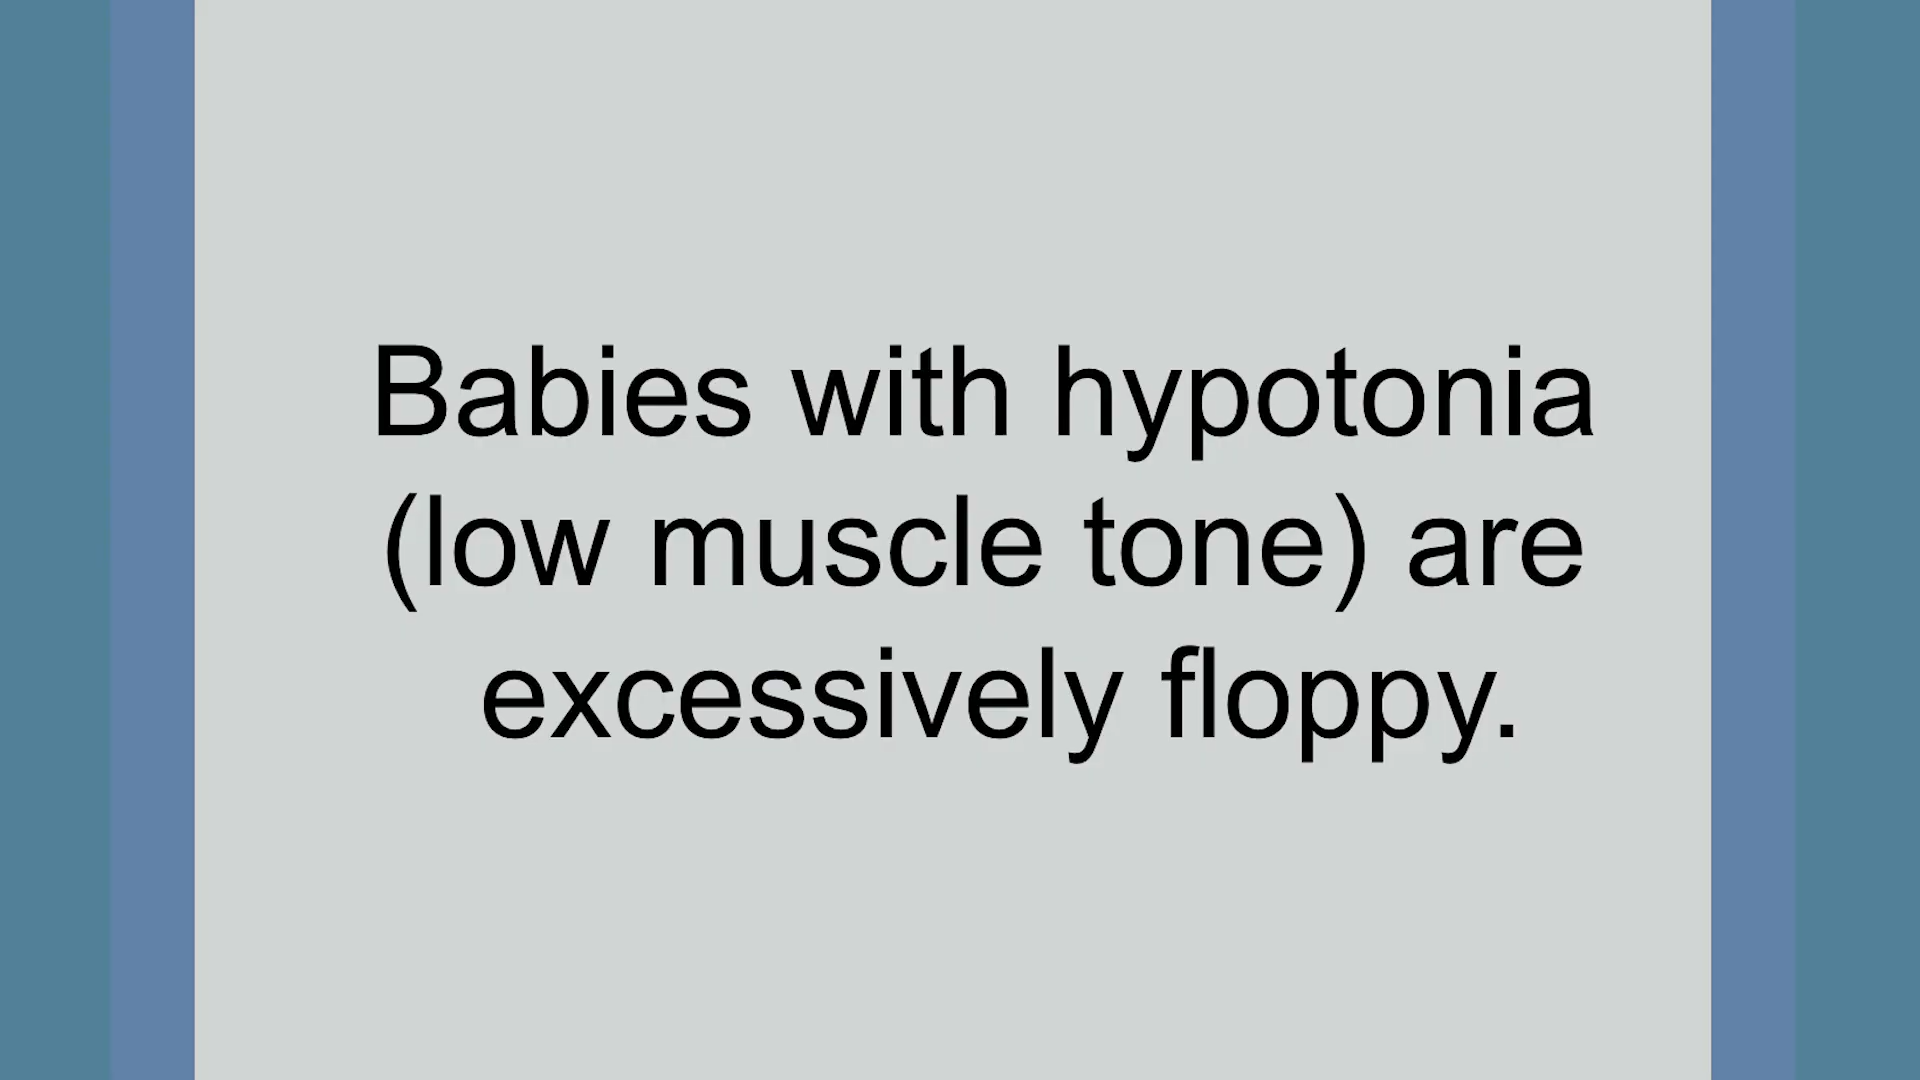 Babies with hypotonia
(low muscle tone) are
excessively floppy.